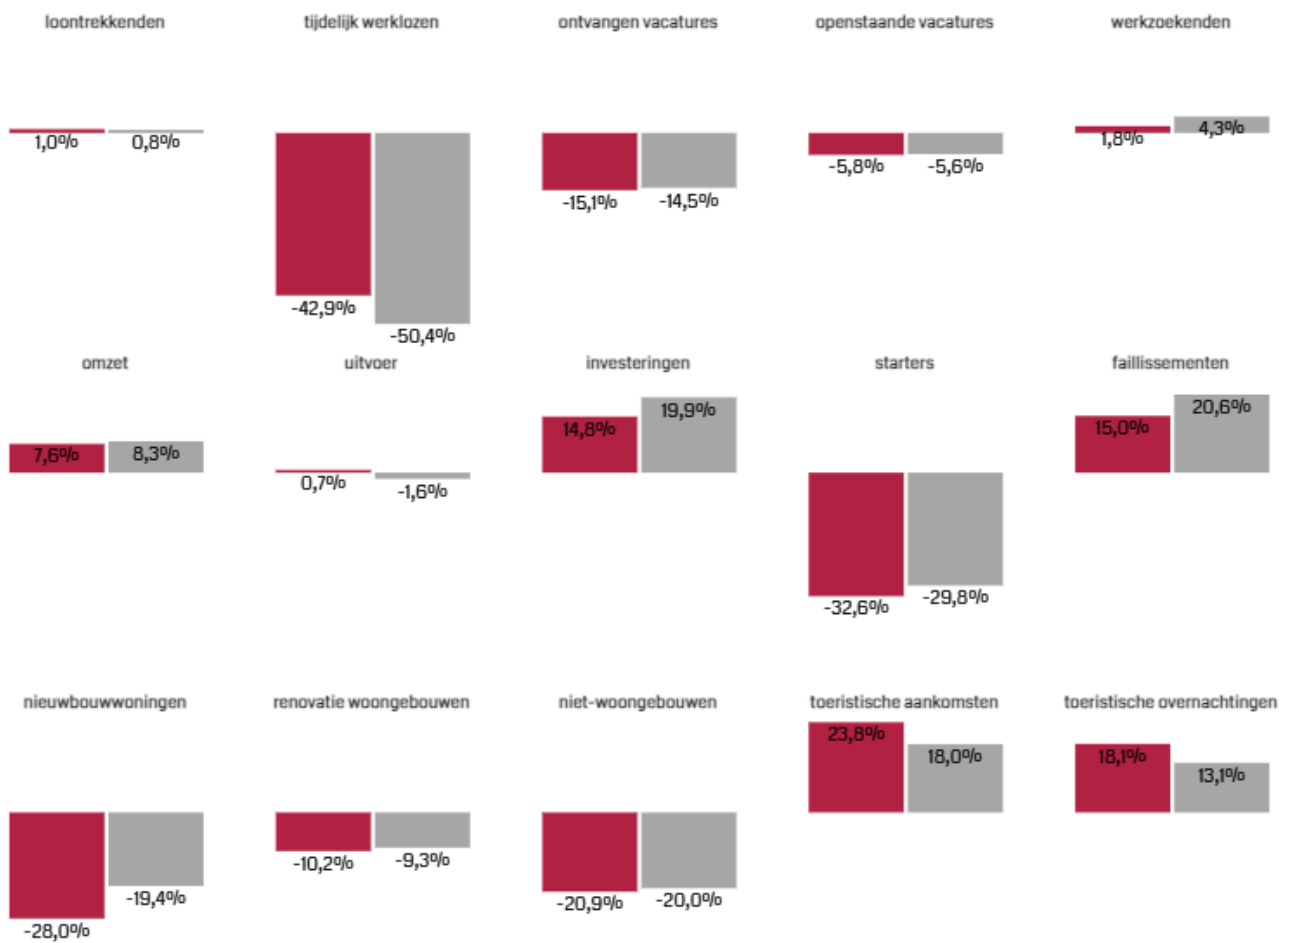 loontrekkenden tijdelijk werklozen ontvangen vacatures openstaande vacatures werkzoekenden
1,0% 0,8% -42,9% -50,4% -15,1% -14,5% -5,8% -5,6% 1,8% 4,3%
omzet uitvoer investeringen starters faillissementen
7,6% 8,3% 0,7% -1,6% 14,8% 19,9% -32,6% -29,8% 15,0% 20,6%
nieuwbouwwoningen renovatie woongebouwen niet-woongebouwen toeristische aankomsten toeristische overnachtingen
-28,0% -19,4% -10,2% -9,3% -20,9% -20,0% 23,8% 18,0% 18,1% 13,1%